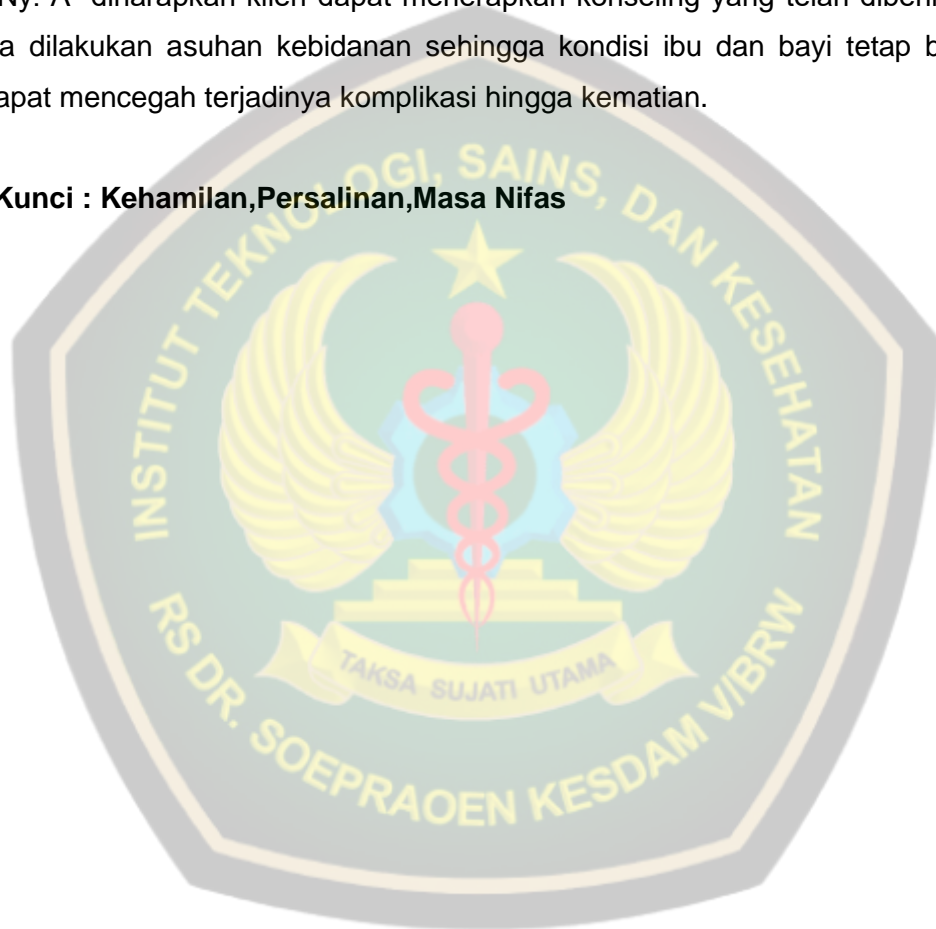 Ny. A" diharapkan klien dapat menerapkan konseling yang telah diberi
a dilakukan asuhan kebidanan sehingga kondisi ibu dan bayi tetap b
apat mencegah terjadinya komplikasi hingga kematian.
Kunci : Kehamilan,Persalinan,Masa Nifas
INSTITUT TEKNOLOGI, SAINS, DAN KESEHATAN
TAKSA SUJATI UTAMA
RS DR. SOEPRAOEN KESDAM V/BRW